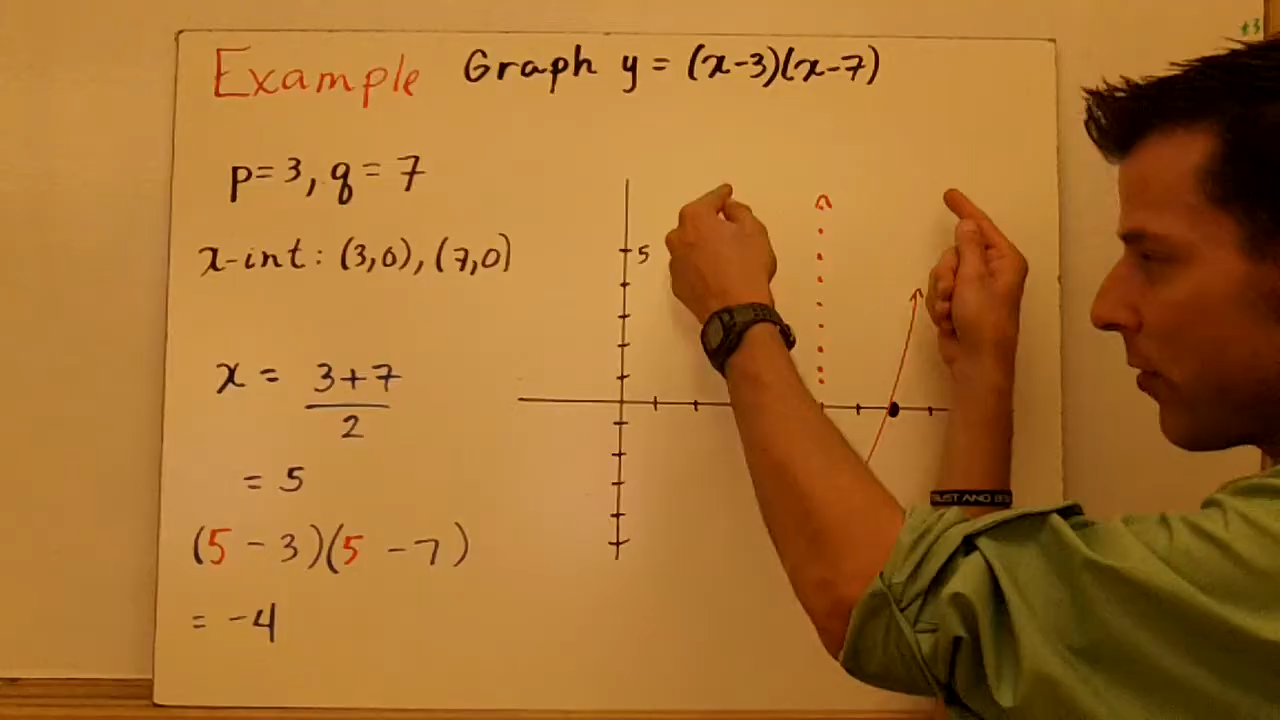 Example Graph y = (x-3)(x-7)
p=3, q=7
x-int: (3,0), (7,0)
x = 3+7
2
= 5
(5 - 3)(5 - 7)
= -4
5